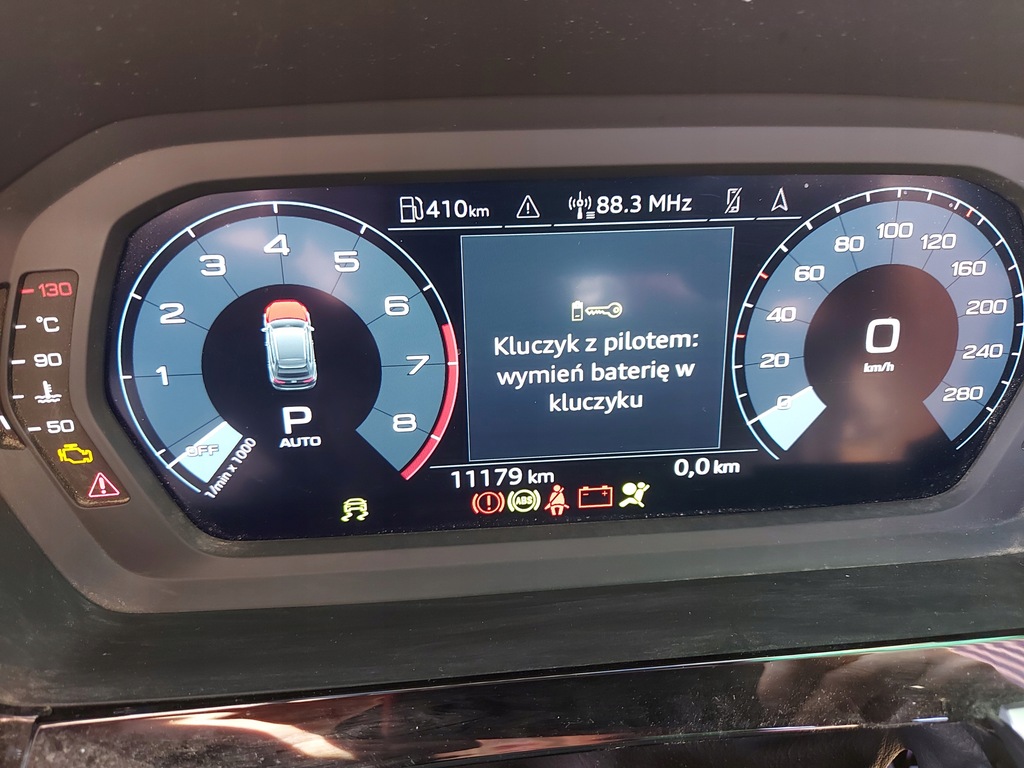 410km
88.3 MHz
130
°C
90
50
1
2
3
4
5
6
7
8
OFF
1/min x 1000
P
AUTO
Kluczyk z pilotem:
wymień baterię w
kluczyku
0
20
40
60
80
100
120
160
200
240
280
0
km/h
11179 km
0,0 km
ABS